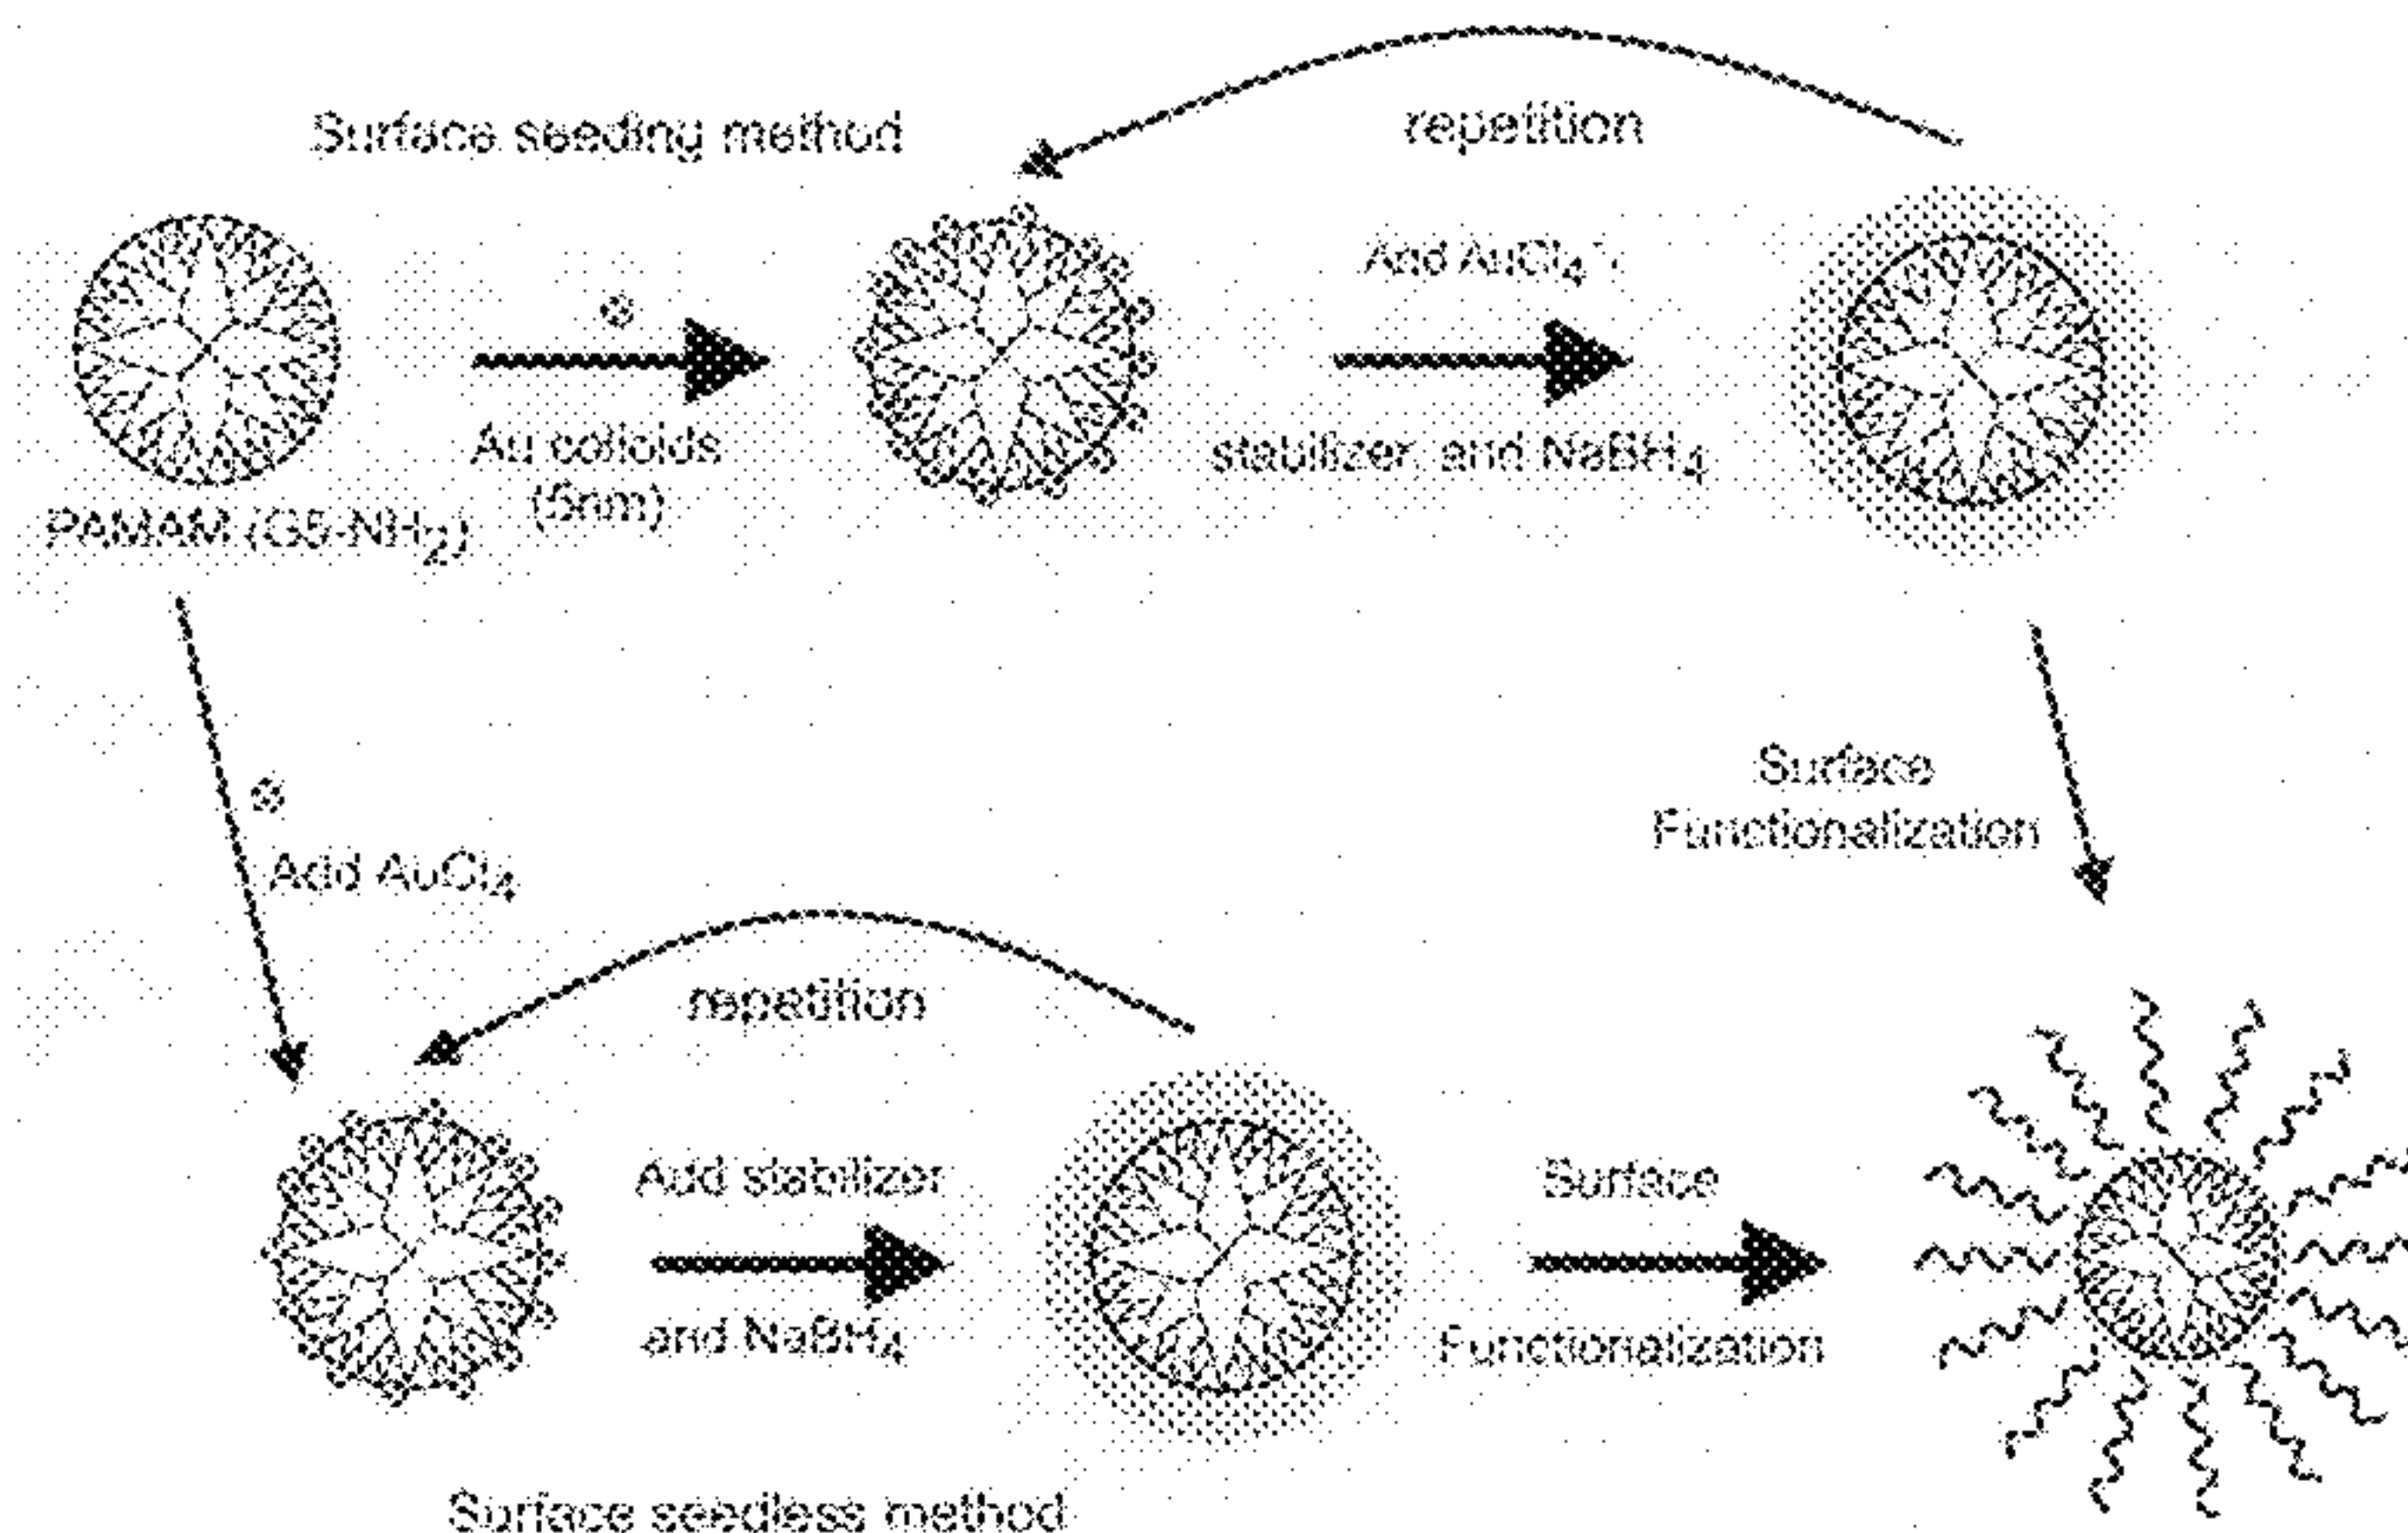 Surface seeding method
repetition
And AuCl4
Au colloids
(5nm)
stabilizer, and NaBH4
PAMAM (G5-NH2)
Surface
Functionalization
Add AuCl4
repetition
Add stabilizer
and NaBH4
Surface
Functionalization
Surface seedless method